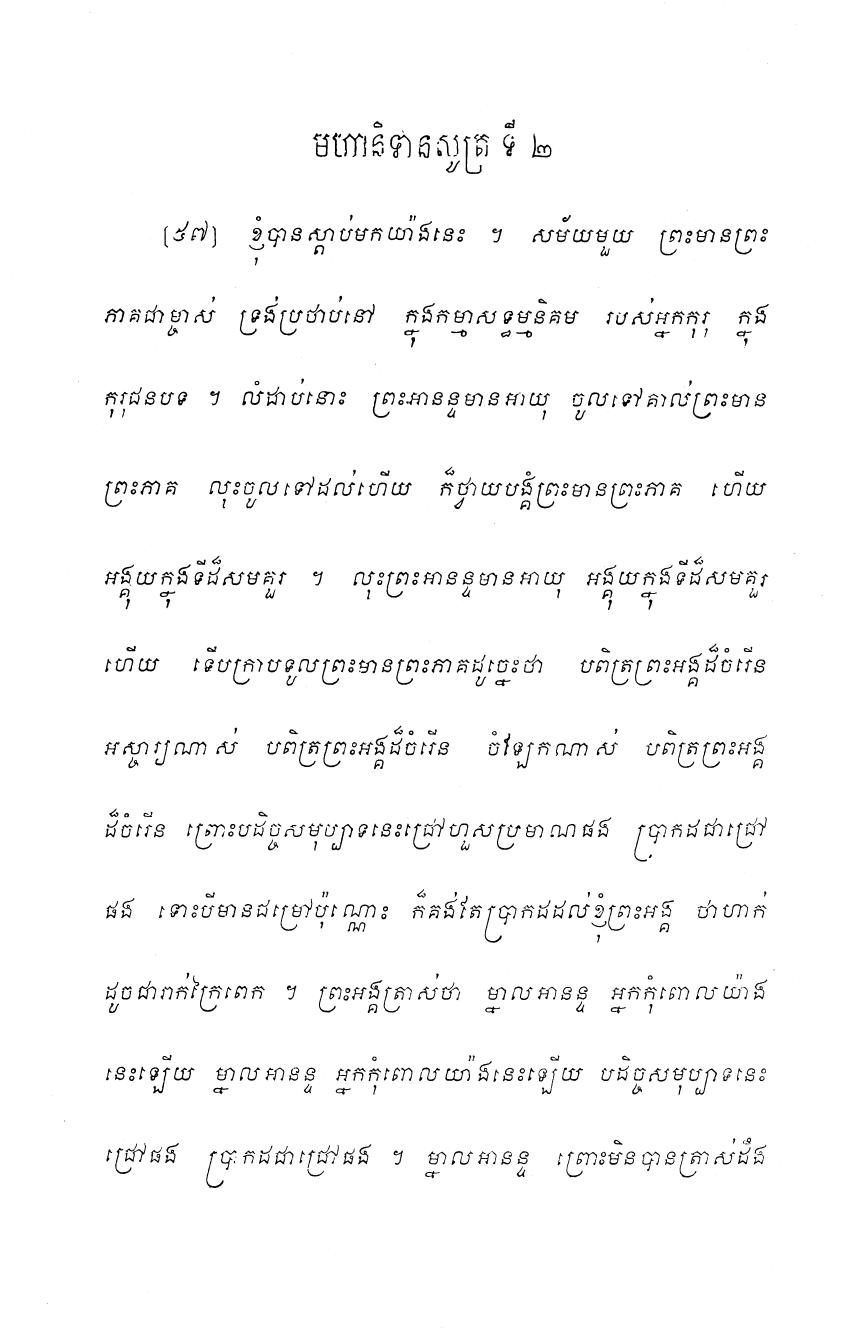 មហានិទានសូត្រ ទី ២
[៥៧] ខ្ញុំបានស្តាប់មកយ៉ាងនេះ ។ សម័យមួយ ព្រះមានព្រះ
ភាគជាម្ចាស់ ទ្រង់ប្រថាប់នៅ ក្នុងកម្មាសទ្ធម្មនិគម របស់អ្នកកុរុ ក្នុង
កុរុជនបទ ។ លំដាប់នោះ ព្រះអានន្ទមានអាយុ ចូលទៅគាល់ព្រះមាន
ព្រះភាគ លុះចូលទៅដល់ហើយ ក៏ថ្វាយបង្គំព្រះមានព្រះភាគ ហើយ
អង្គុយក្នុងទីដ៏សមគួរ ។ លុះព្រះអានន្ទមានអាយុ អង្គុយក្នុងទីដ៏សមគួរ
ហើយ ទើបក្រាបទូលព្រះមានព្រះភាគដូច្នេះថា បពិត្រព្រះអង្គដ៏ចំរើន
អស្ចារ្យណាស់ បពិត្រព្រះអង្គដ៏ចំរើន ចំឡែកណាស់ បពិត្រព្រះអង្គ
ដ៏ចំរើន ព្រោះបដិច្ចសមុប្បាទនេះជ្រៅហួសប្រមាណផង ប្រាកដជាជ្រៅ
ផង ទោះបីមានជម្រៅប៉ុណ្ណោះ ក៏គង់តែប្រាកដដល់ខ្ញុំព្រះអង្គ ថាហាក់
ដូចជារាក់ក្រៃពេក ។ ព្រះអង្គត្រាស់ថា ម្នាលអានន្ទ អ្នកកុំពោលយ៉ាង
នេះឡើយ ម្នាលអានន្ទ អ្នកកុំពោលយ៉ាងនេះឡើយ បដិច្ចសមុប្បាទនេះ
ជ្រៅផង ប្រាកដជាជ្រៅផង ។ ម្នាលអានន្ទ ព្រោះមិនបានត្រាស់ដឹង